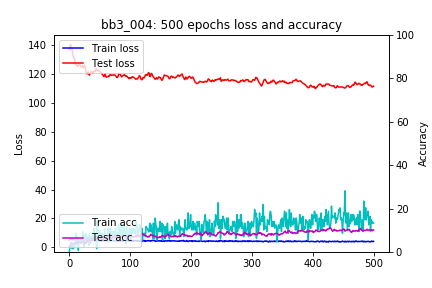 bb3_004: 500 epochs loss and accuracy
Train loss
Test loss
Train acc
Test acc
Loss
Accuracy
140
120
100
80
60
40
20
0
100
80
60
40
20
0
0 100 200 300 400 500